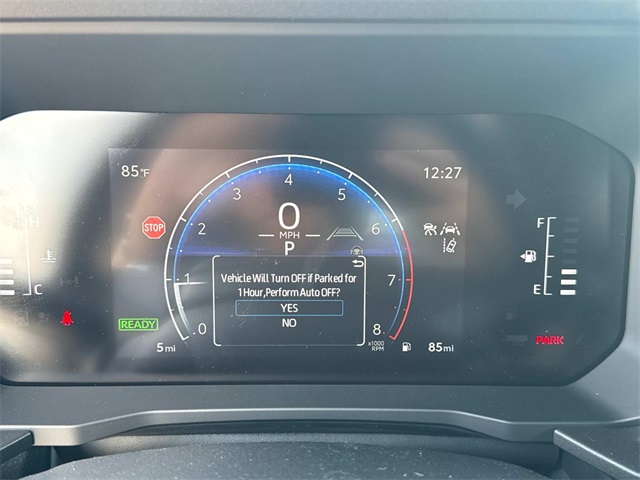 85°F
12:27
4
3
5
2
6
1
7
0
8
0
MPH
P
STOP
H
C
F
E
Vehicle Will Turn OFF if Parked for
1 Hour,Perform Auto OFF?
YES
NO
READY
5mi
x1000
RPM
85mi
PARK